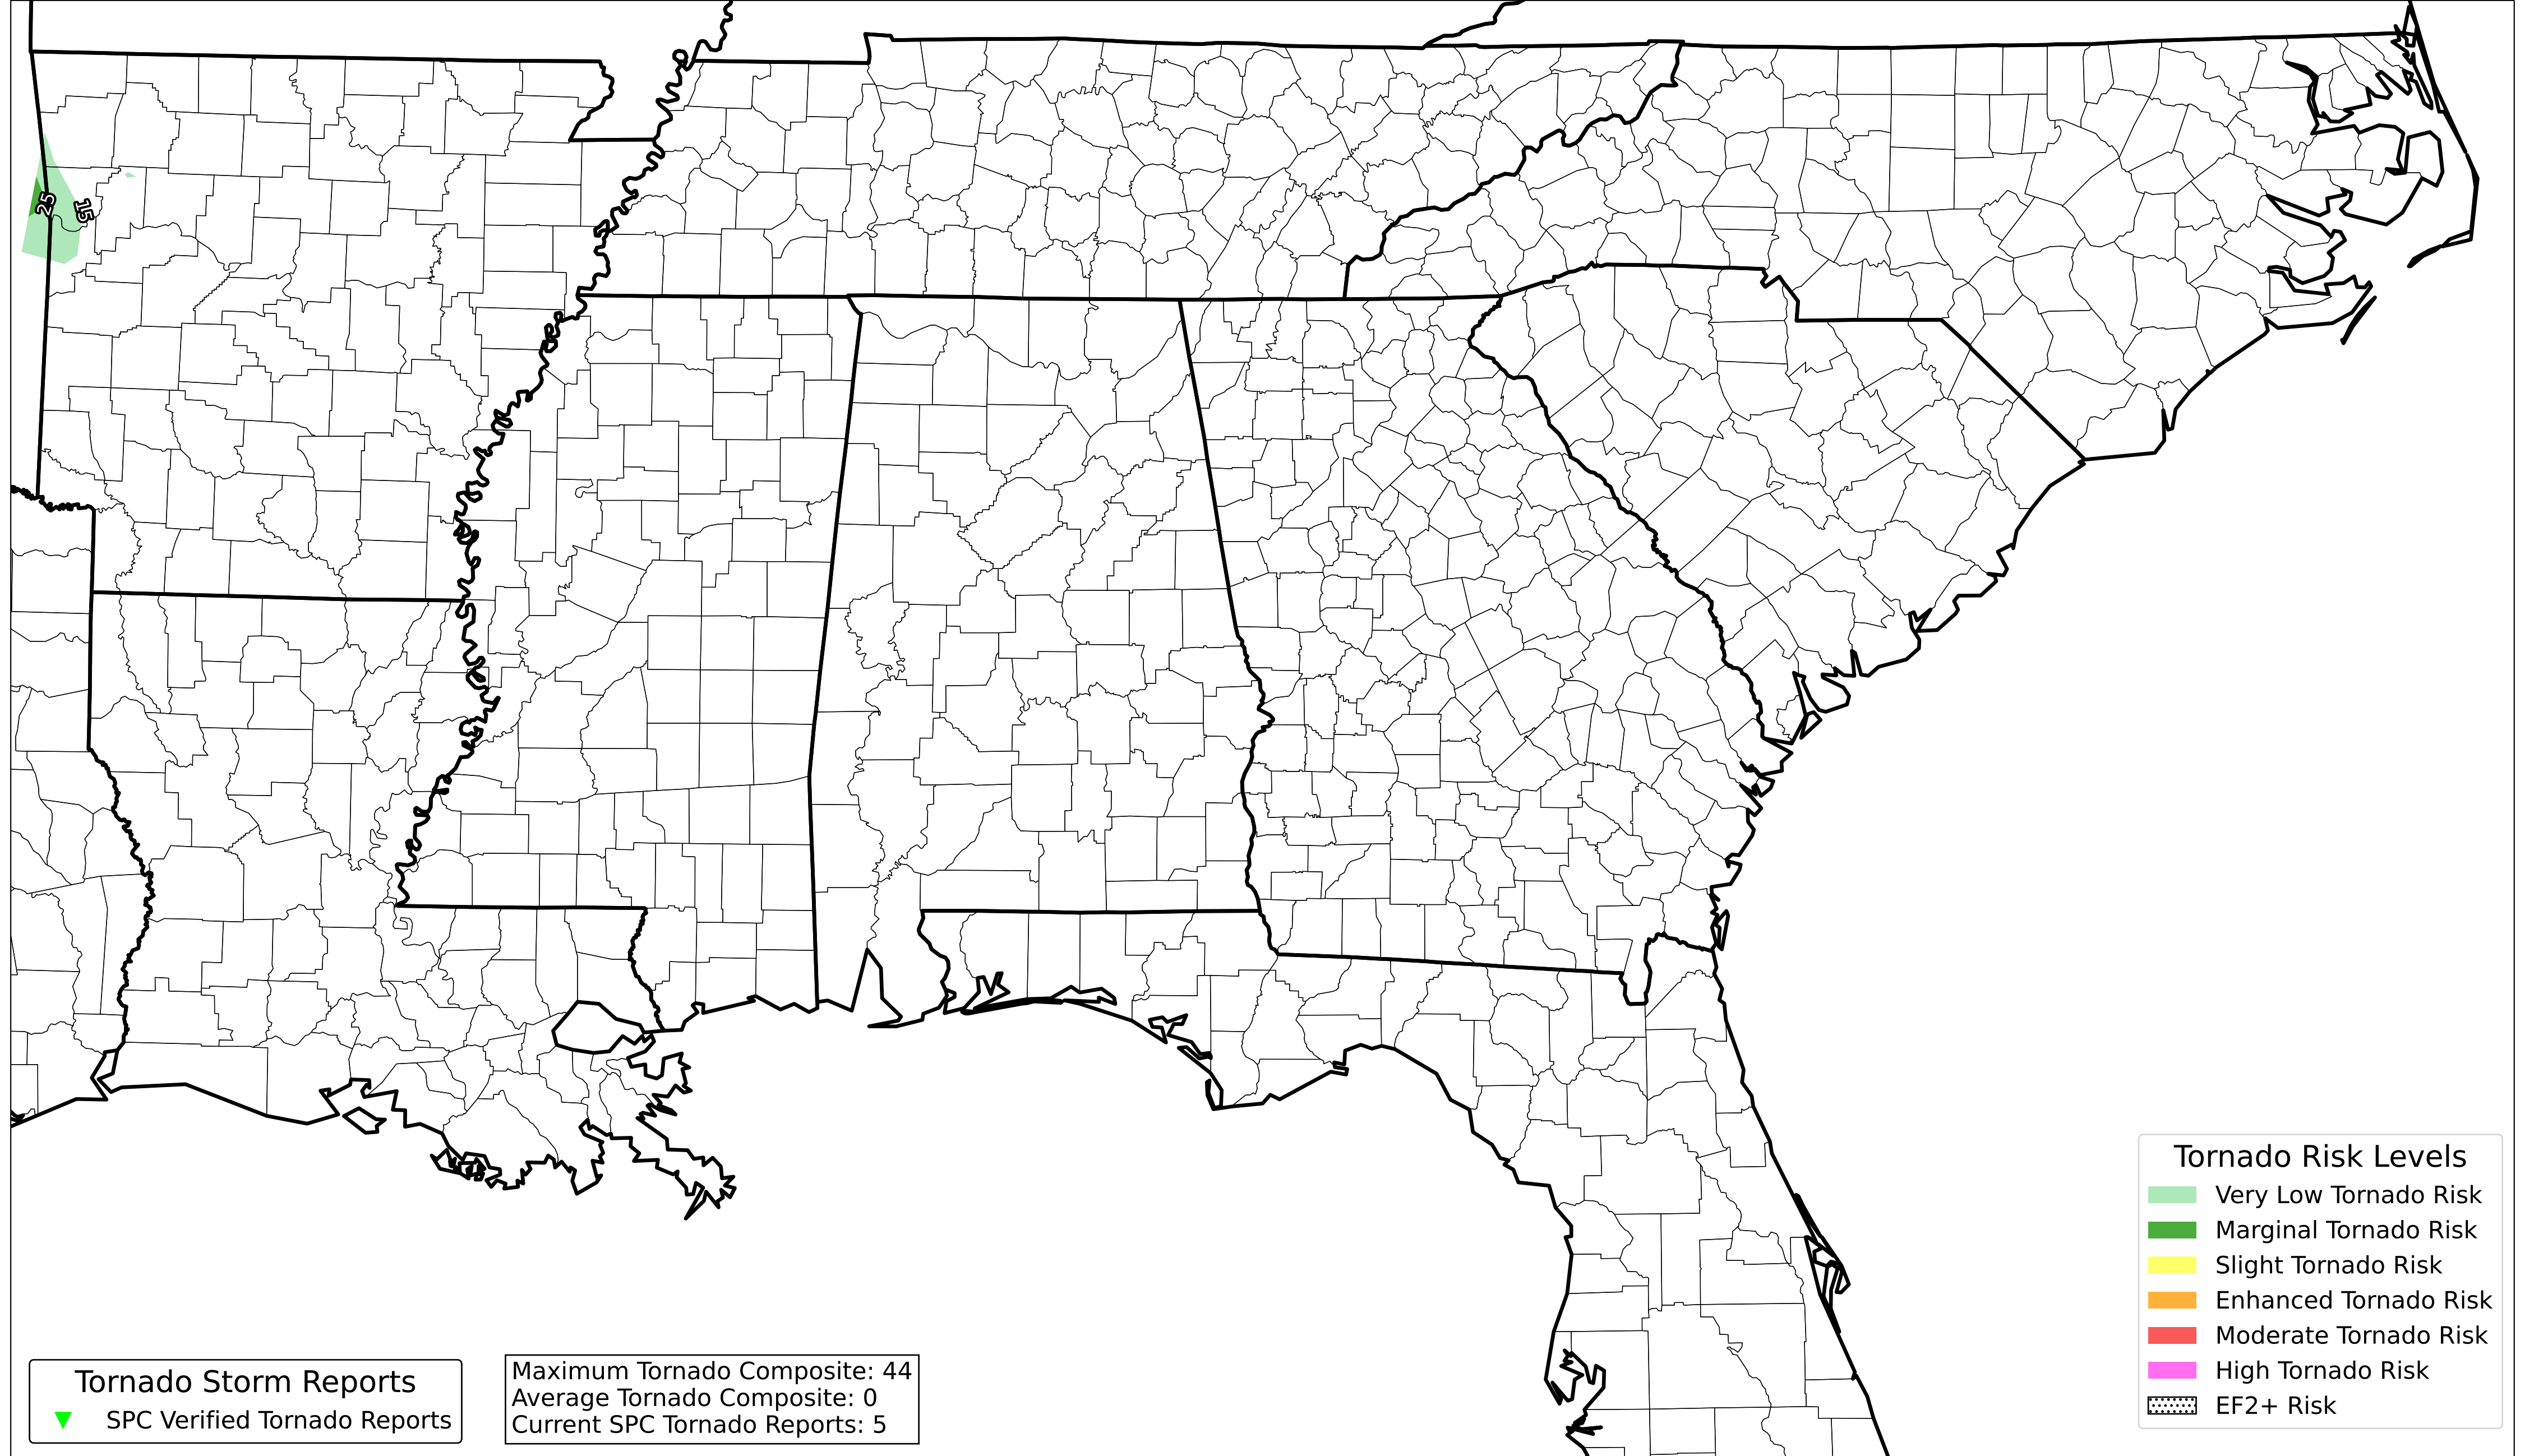 25
15
Tornado Risk Levels
Very Low Tornado Risk
Marginal Tornado Risk
Slight Tornado Risk
Enhanced Tornado Risk
Moderate Tornado Risk
High Tornado Risk
EF2+ Risk
Tornado Storm Reports
SPC Verified Tornado Reports
Maximum Tornado Composite: 44
Average Tornado Composite: 0
Current SPC Tornado Reports: 5